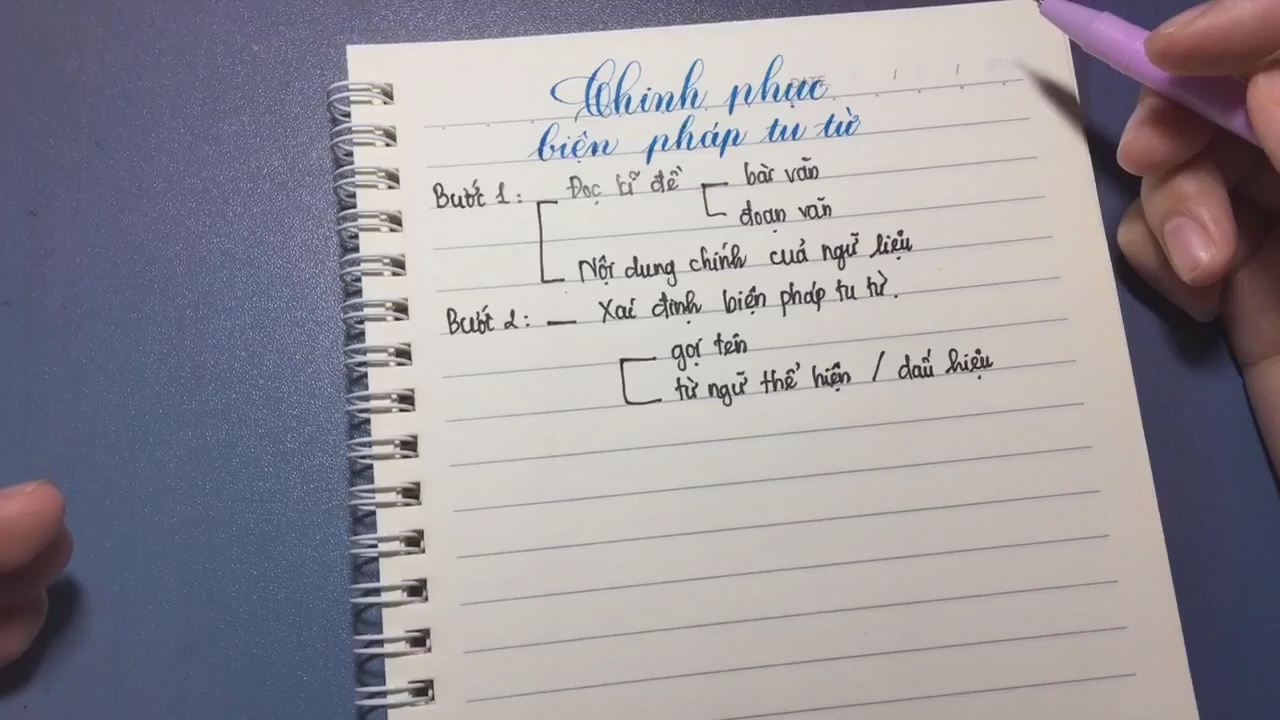 Chinh phục
DATE
biện pháp tu từ
Bước 1: Đọc kĩ đề bài văn
đoạn văn
Nội dung chính của ngữ liệu
Bước 2: — Xác định biện pháp tu từ.
gọi tên
từ ngữ thể hiện / dấu hiệu